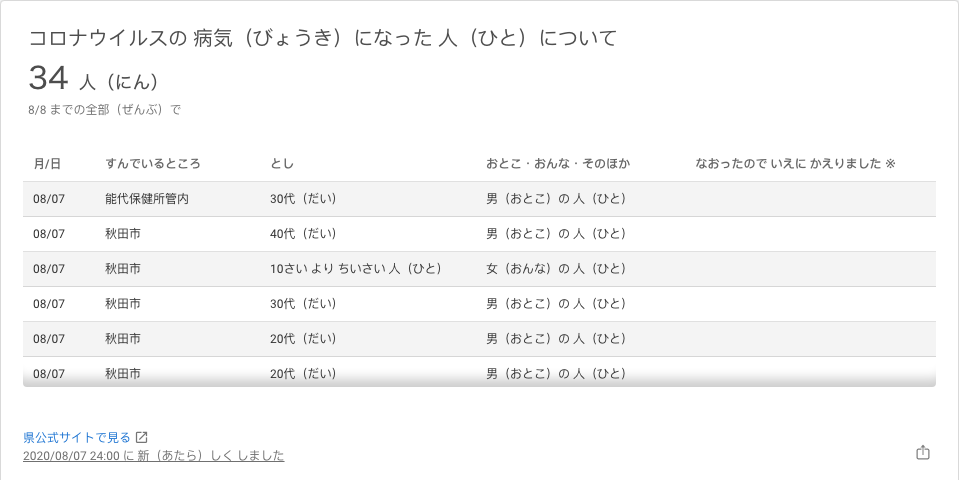 コロナウイルスの 病気（びょうき）になった 人（ひと）について
34 人（にん）
8/8 までの全部（ぜんぶ）で
月/日 すんでいるところ とし おとこ・おんな・そのほか なおったので いえに かえりました ※
08/07 能代保健所管内 30代（だい） 男（おとこ）の 人（ひと）
08/07 秋田市 40代（だい） 男（おとこ）の 人（ひと）
08/07 秋田市 10さい より ちいさい 人（ひと） 女（おんな）の 人（ひと）
08/07 秋田市 30代（だい） 男（おとこ）の 人（ひと）
08/07 秋田市 20代（だい） 男（おとこ）の 人（ひと）
08/07 秋田市 20代（だい） 男（おとこ）の 人（ひと）
県公式サイトで見る
2020/08/07 24:00 に 新（あたら）しく しました